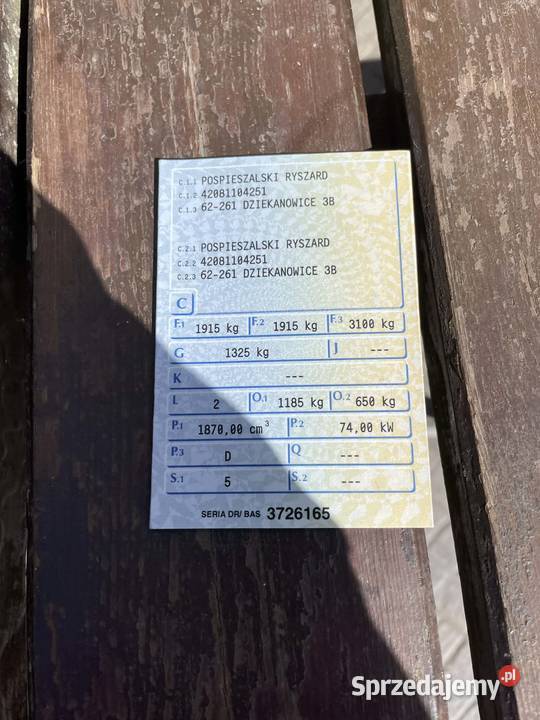 C.1.1 POSPIESZALSKI RYSZARD
C.1.2 42081104251
C.1.3 62-261 DZIEKANOWICE 3B
C.2.1 POSPIESZALSKI RYSZARD
C.2.2 42081104251
C.2.3 62-261 DZIEKANOWICE 3B
C
F.1 1915 kg F.2 1915 kg F.3 3100 kg
G 1325 kg J ---
K ---
L 2 O.1 1185 kg O.2 650 kg
P.1 1870,00 cm³ P.2 74,00 kW
P.3 D Q ---
S.1 5 S.2 ---
SERIA DR/ BAS 3726165
Sprzedajemy.pl